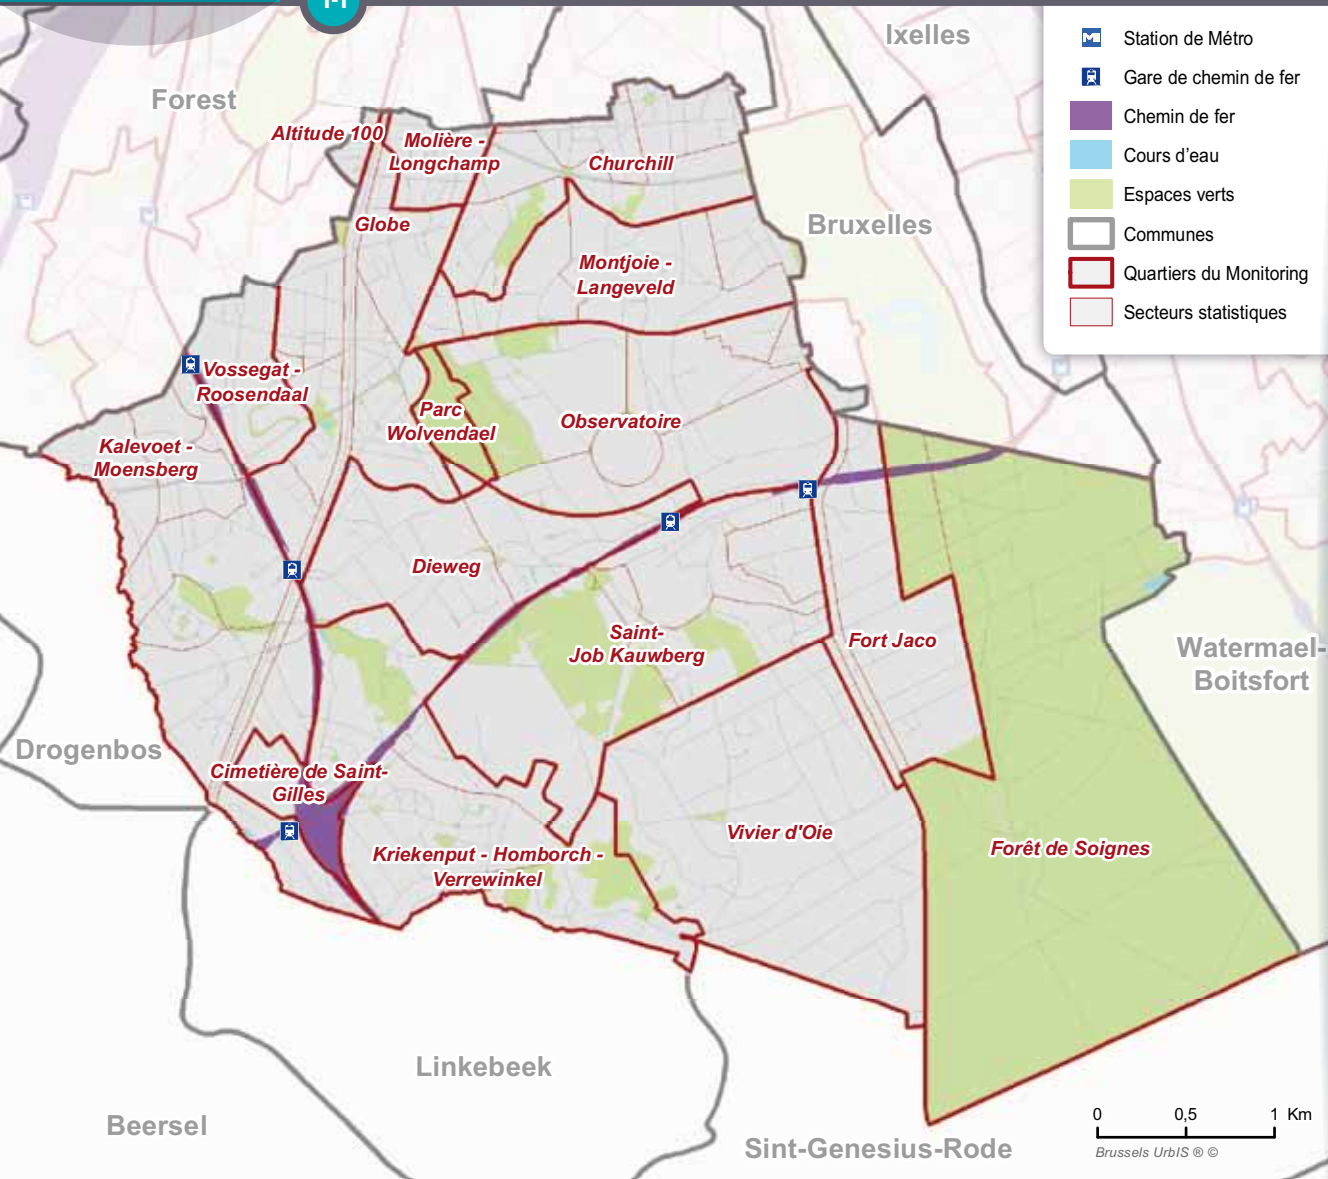 1-1
Ixelles
Station de Métro
Gare de chemin de fer
Chemin de fer
Cours d'eau
Espaces verts
Communes
Quartiers du Monitoring
Secteurs statistiques
Forest
Altitude 100
Molière -
Longchamp
Churchill
Globe
Bruxelles
Montjoie -
Langeveld
Vossegat -
Roosendaal
Parc
Wolvendael
Observatoire
Kalevoet -
Moensberg
Dieweg
Saint-
Job Kauwberg
Fort Jaco
Watermael-
Boitsfort
Drogenbos
Cimetière de Saint-
Gilles
Vivier d'Oie
Kriekenput - Homborch -
Verrewinkel
Forêt de Soignes
Linkebeek
Beersel
Sint-Genesius-Rode
0 0,5 1 Km
Brussels UrbIS ® ©